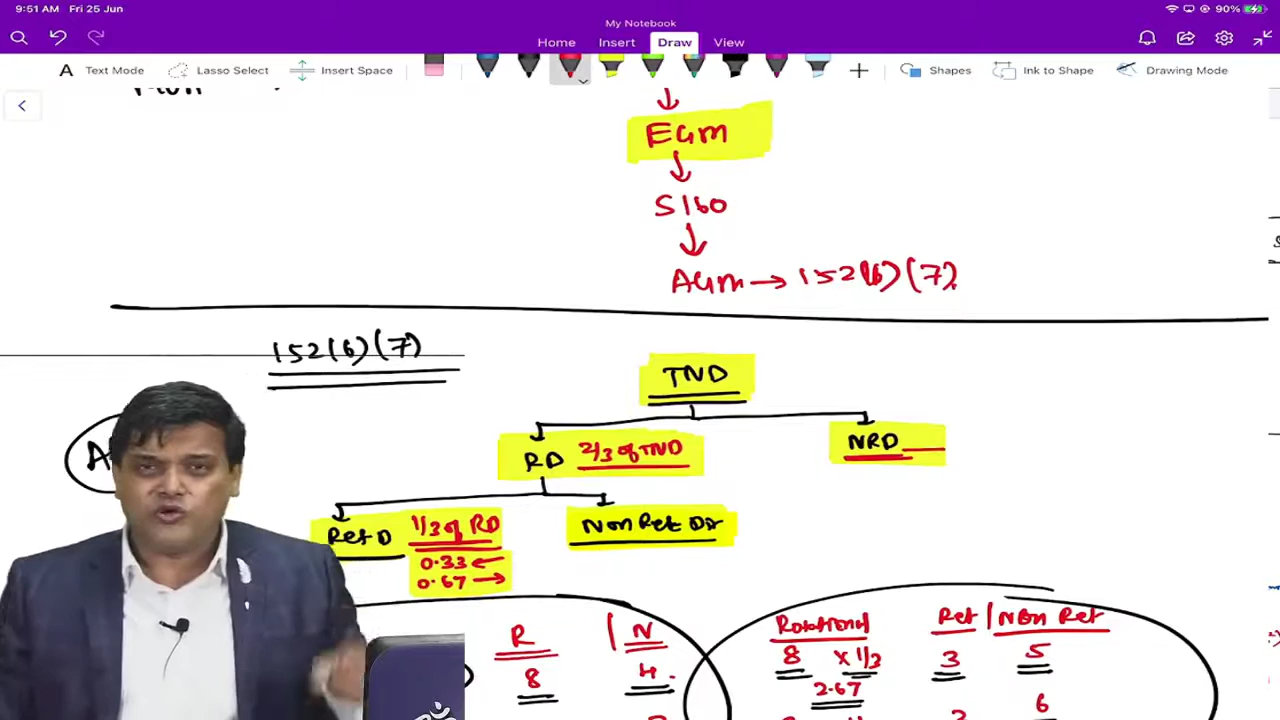 9:51 AM Fri 25 Jun
90%
My Notebook
Home Insert Draw View
Text Mode Lasso Select Insert Space Shapes Ink to Shape Drawing Mode
EGM
S160
AGM → 152(6)(7)
152(6)(7)
TND
RD 2/3 of TND
NRD
Ret D 1/3 of RD
Non Ret Dir
0.33 ←
0.67 →
R | N
8 4
Rotational Ret | Non Ret
8 x 1/3 3 5
2.67
6